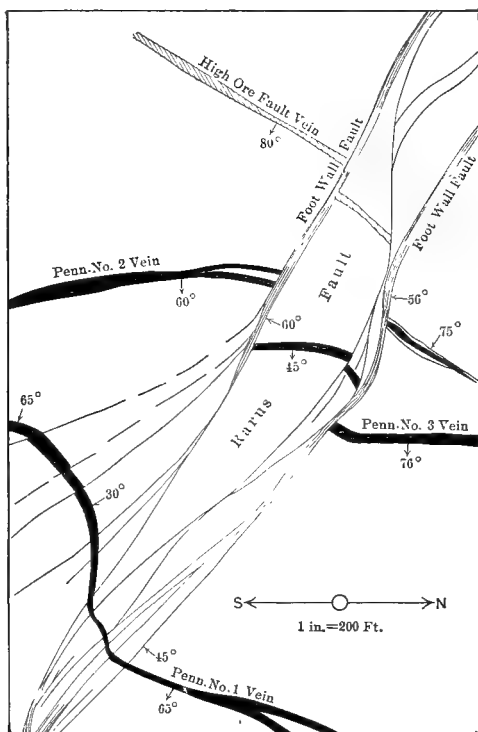 High Ore Fault Vein
80°
Foot Wall Fault
Foot Wall Fault
Penn. No. 2 Vein
60°
Fault
56°
60°
75°
45°
65°
Rarus
Penn. No. 3 Vein
76°
30°
S N
1 in.=200 Ft.
45°
Penn. No. 1 Vein
65°